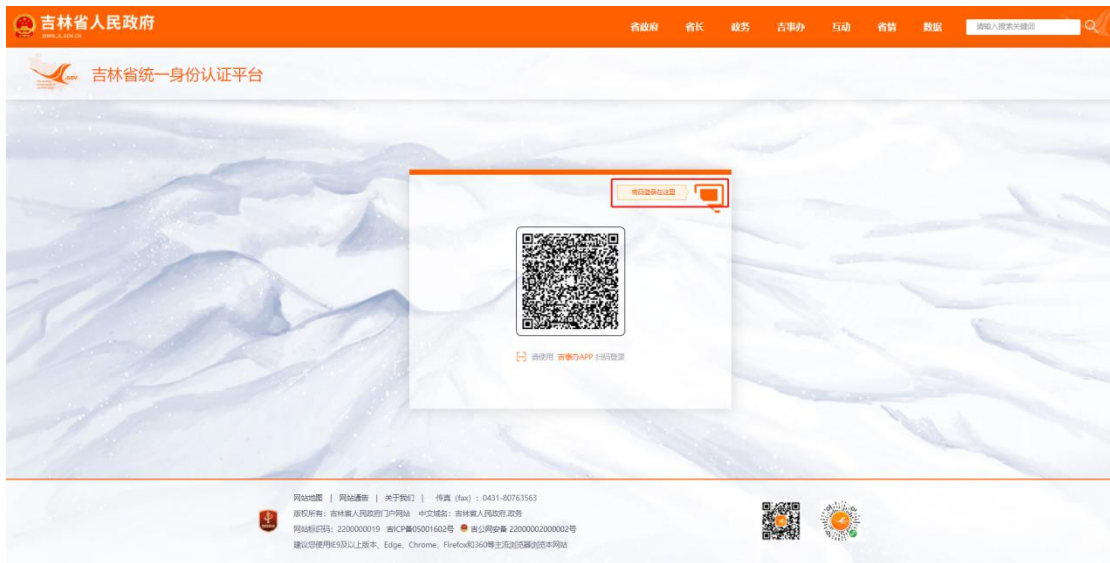 吉林省人民政府
WWW.JL.GOV.CN
省政府 省长 政务 吉事办 互动 省情 数据 请输入搜索关键词
吉林省统一身份认证平台
密码登录在这里
请使用 吉事办APP 扫码登录
网站地图 | 网站通告 | 关于我们 | 传真 (fax) : 0431-80763563
版权所有: 吉林省人民政府门户网站 中文域名: 吉林省人民政府.政务
网站标识码: 2200000019 吉ICP备05001602号 吉公网安备 22000002000002号
建议您使用IE9及以上版本、Edge、Chrome、Firefox和360等主流浏览器浏览本网站